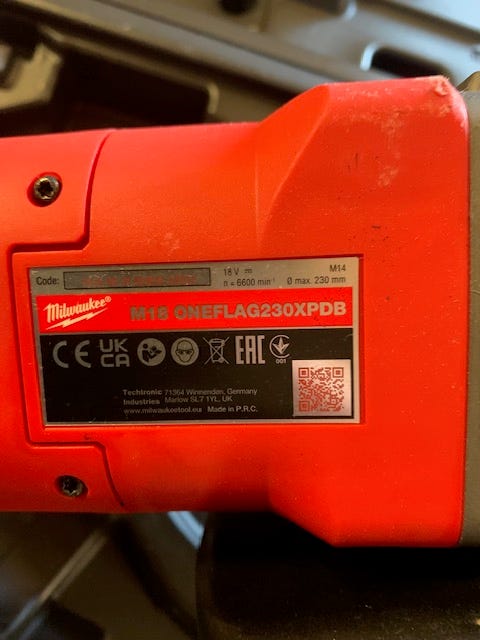 Code:
18 V
M14
n = 6600 min⁻¹ Ø max. 230 mm
Milwaukee®
M18 ONEFLAG230XPDB
CE UK CA EAC 001
Techtronic 71364 Winnenden, Germany
Industries Marlow SL7 1YL, UK
www.milwaukeetool.eu Made in P.R.C.